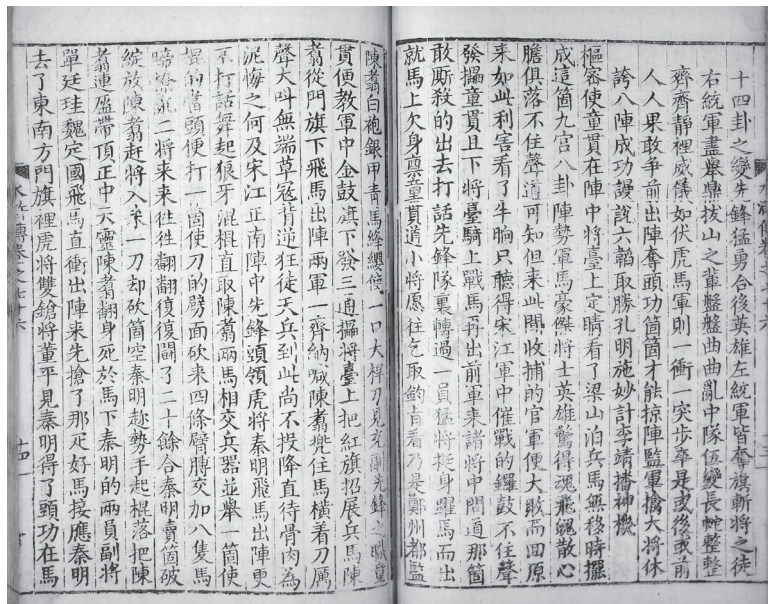 十四卦之變先鋒猛勇合後英雄左統軍皆奪旗斬將之徒
右統軍盡舉鼎拔山之輩盤盤曲曲亂中隊伍變長蛇整整
齊齊靜裡威儀如伏虎馬軍則一衝一突步卒是或後或前
人人果敢爭前出陣奪頭功箇箇才能掠陣監軍擒大將休
誇八陣成功謾說六韜取勝孔明施妙計李靖播神機
樞密使童貫在陣中將臺上定睛看了梁山泊兵馬無移時擺
成這箇九宮八卦陣勢軍馬豪傑將士英雄驚得魂飛魄散心
膽俱落不住聲道可知但來此間收捕的官軍便大敗而回原
來如此利害看了半晌只聽得宋江軍中催戰的鑼鼓不住聲
發擂童貫且下將臺騎上戰馬再出前軍來諸將中問道那箇
敢厮殺的出去打話先鋒隊裏轉過一員猛將挺身躍馬而出
就馬上欠身稟童貫道小將愿往乞取鈞旨看乃是鄭州都監
陳翥白袍銀甲青馬絳纓使一口大桿刀見充副先鋒之職童
貫便教軍中金鼓旗下發三通擂將臺上把紅旗招展兵馬陳
翥從門旗下飛馬出陣兩軍一齊納喊陳翥兜住馬橫着刀厲
聲大叫無端草寇背逆狂徒天兵到此尚不投降直待骨肉為
泥悔之何及宋江正南陣中先鋒頭領虎將秦明飛馬出陣更
不打話舞起狼牙混棍直取陳翥兩馬相交兵器並舉一箇使
棍的當頭便打一箇使刀的劈面砍來四條臂膊交加八隻馬
蹄撩亂二將來來徃徃翻翻復復鬬了二十餘合秦明賣箇破
綻放陳翥赶將入來一刀却砍箇空秦明趂勢手起棍落把陳
翥連盔帶頂正中天靈陳翥翻身死於馬下秦明的兩員副將
單廷珪魏定國飛馬直衝出陣来先搶了那疋好馬接應秦明
去了東南方門旗裡虎將雙鎗將董平見秦明得了頭功在馬
水滸傳卷之七十六
十四